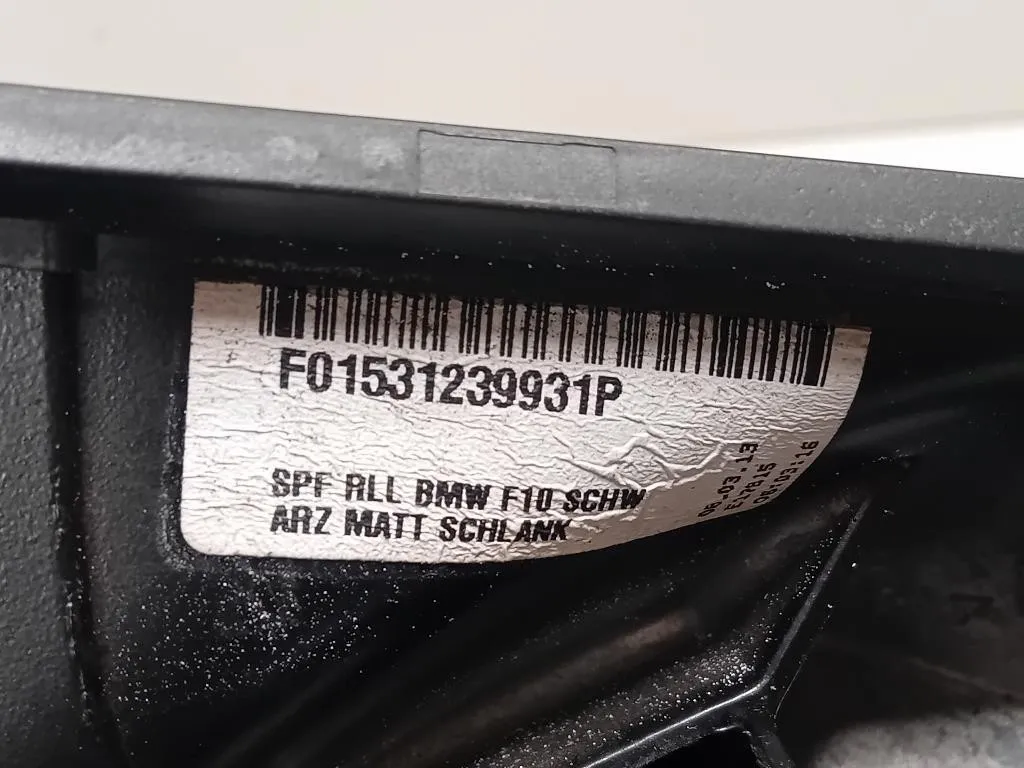 F01531239931P
SPF RLL BMW F10 SCHW
ARZ MATT SCHLANK